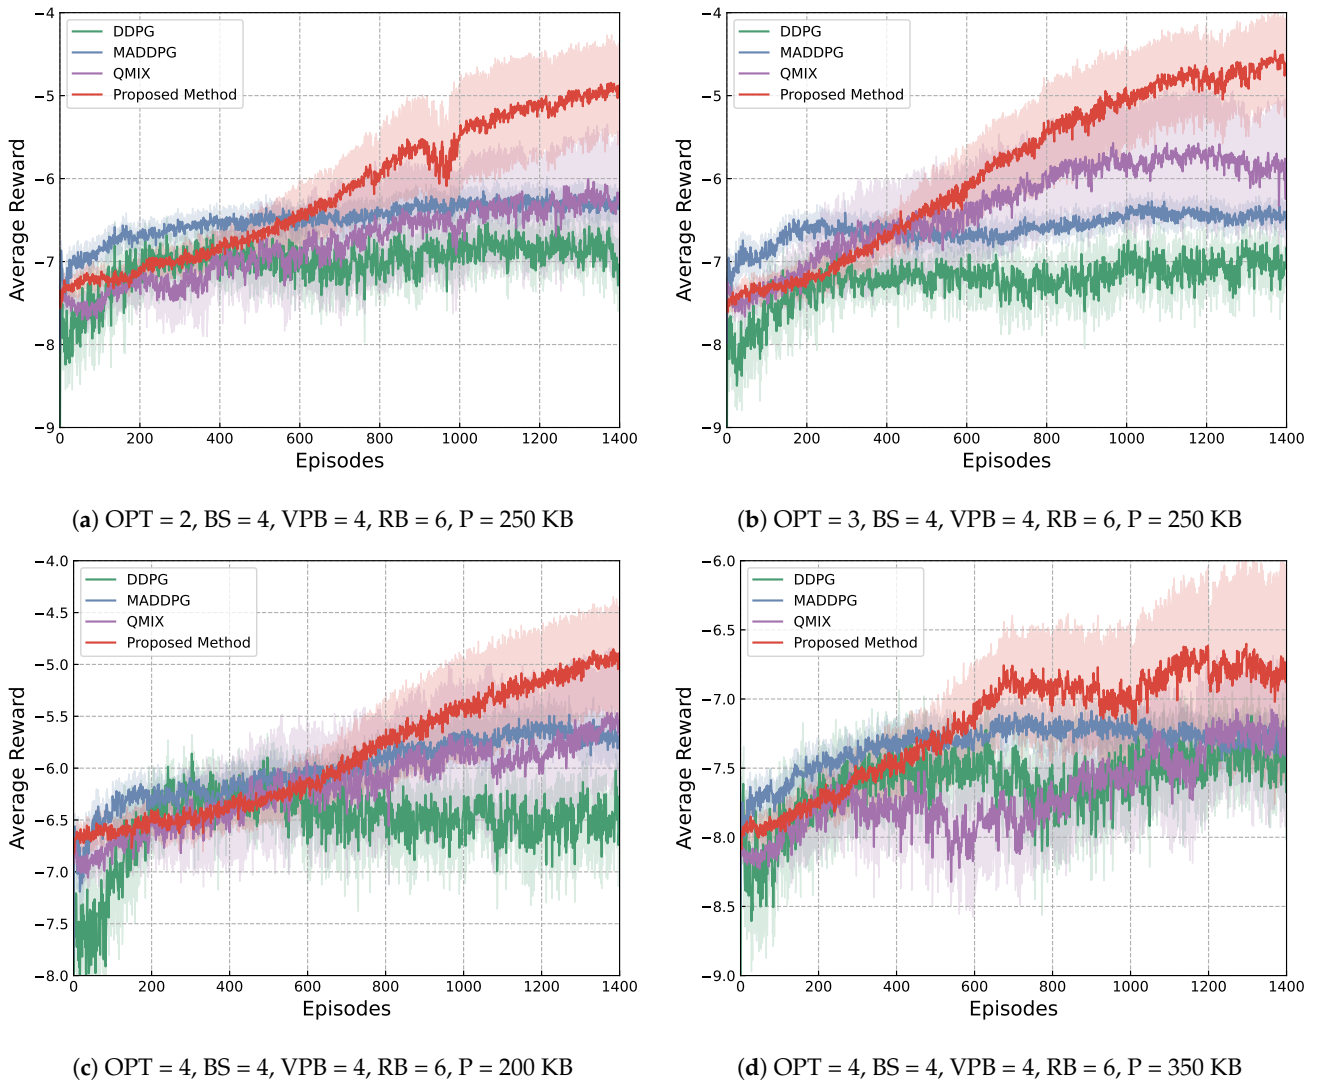 −4
−5
−6
−7
−8
−9
Average Reward
DDPG
MADDPG
QMIX
Proposed Method
0 200 400 600 800 1000 1200 1400
Episodes
(a) OPT = 2, BS = 4, VPB = 4, RB = 6, P = 250 KB
−4
−5
−6
−7
−8
−9
Average Reward
DDPG
MADDPG
QMIX
Proposed Method
0 200 400 600 800 1000 1200 1400
Episodes
(b) OPT = 3, BS = 4, VPB = 4, RB = 6, P = 250 KB
−4.0
−4.5
−5.0
−5.5
−6.0
−6.5
−7.0
−7.5
−8.0
Average Reward
DDPG
MADDPG
QMIX
Proposed Method
0 200 400 600 800 1000 1200 1400
Episodes
(c) OPT = 4, BS = 4, VPB = 4, RB = 6, P = 200 KB
−6.0
−6.5
−7.0
−7.5
−8.0
−8.5
−9.0
Average Reward
DDPG
MADDPG
QMIX
Proposed Method
0 200 400 600 800 1000 1200 1400
Episodes
(d) OPT = 4, BS = 4, VPB = 4, RB = 6, P = 350 KB